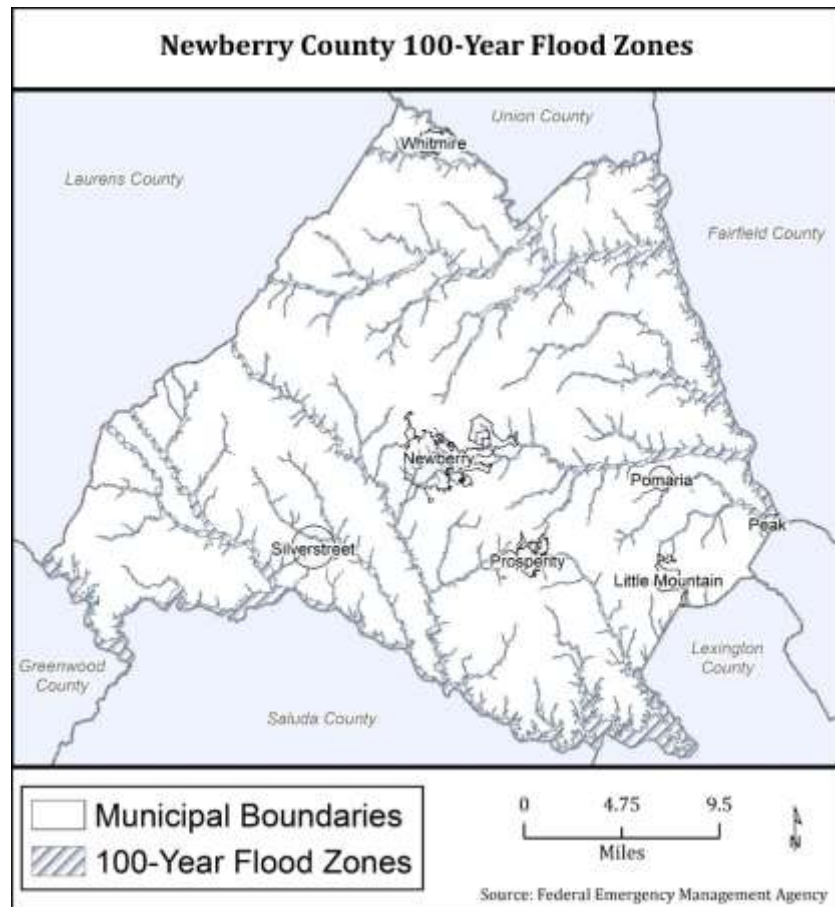 Newberry County 100-Year Flood Zones
Union County
Whitmire
Laurens County
Fairfield County
Newberry
Pomaria
Peak
Silverstreet
Prosperity
Little Mountain
Lexington
County
Greenwood
County
Saluda County
Municipal Boundaries
100-Year Flood Zones
0 4.75 9.5
Miles
N
Source: Federal Emergency Management Agency